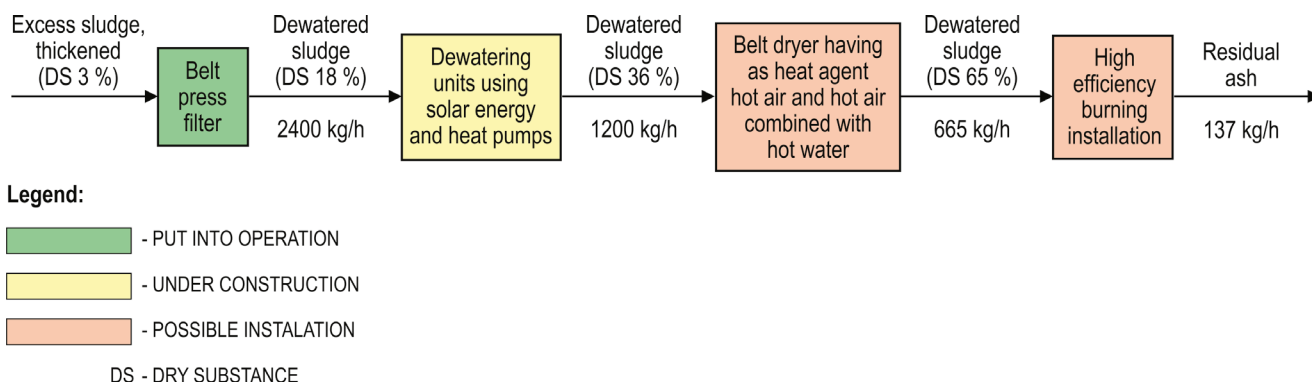 Excess sludge,
thickened
(DS 3 %)
Belt
press
filter
Dewatered
sludge
(DS 18 %)
2400 kg/h
Dewatering
units using
solar energy
and heat pumps
Dewatered
sludge
(DS 36 %)
1200 kg/h
Belt dryer having
as heat agent
hot air and hot air
combined with
hot water
Dewatered
sludge
(DS 65 %)
665 kg/h
High
efficiency
burning
installation
Residual
ash
137 kg/h
Legend:
- PUT INTO OPERATION
- UNDER CONSTRUCTION
- POSSIBLE INSTALATION
DS - DRY SUBSTANCE